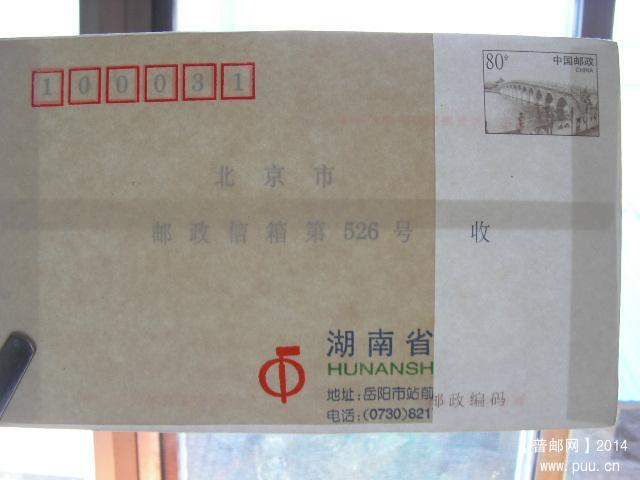 100031
80分 中国邮政
CHINA
北京市
邮政信箱第526号 收
湖南省
HUNANSH
地址:岳阳市站前
电话:(0730)821
邮政编码
【普邮网】2014
www.puu.cn